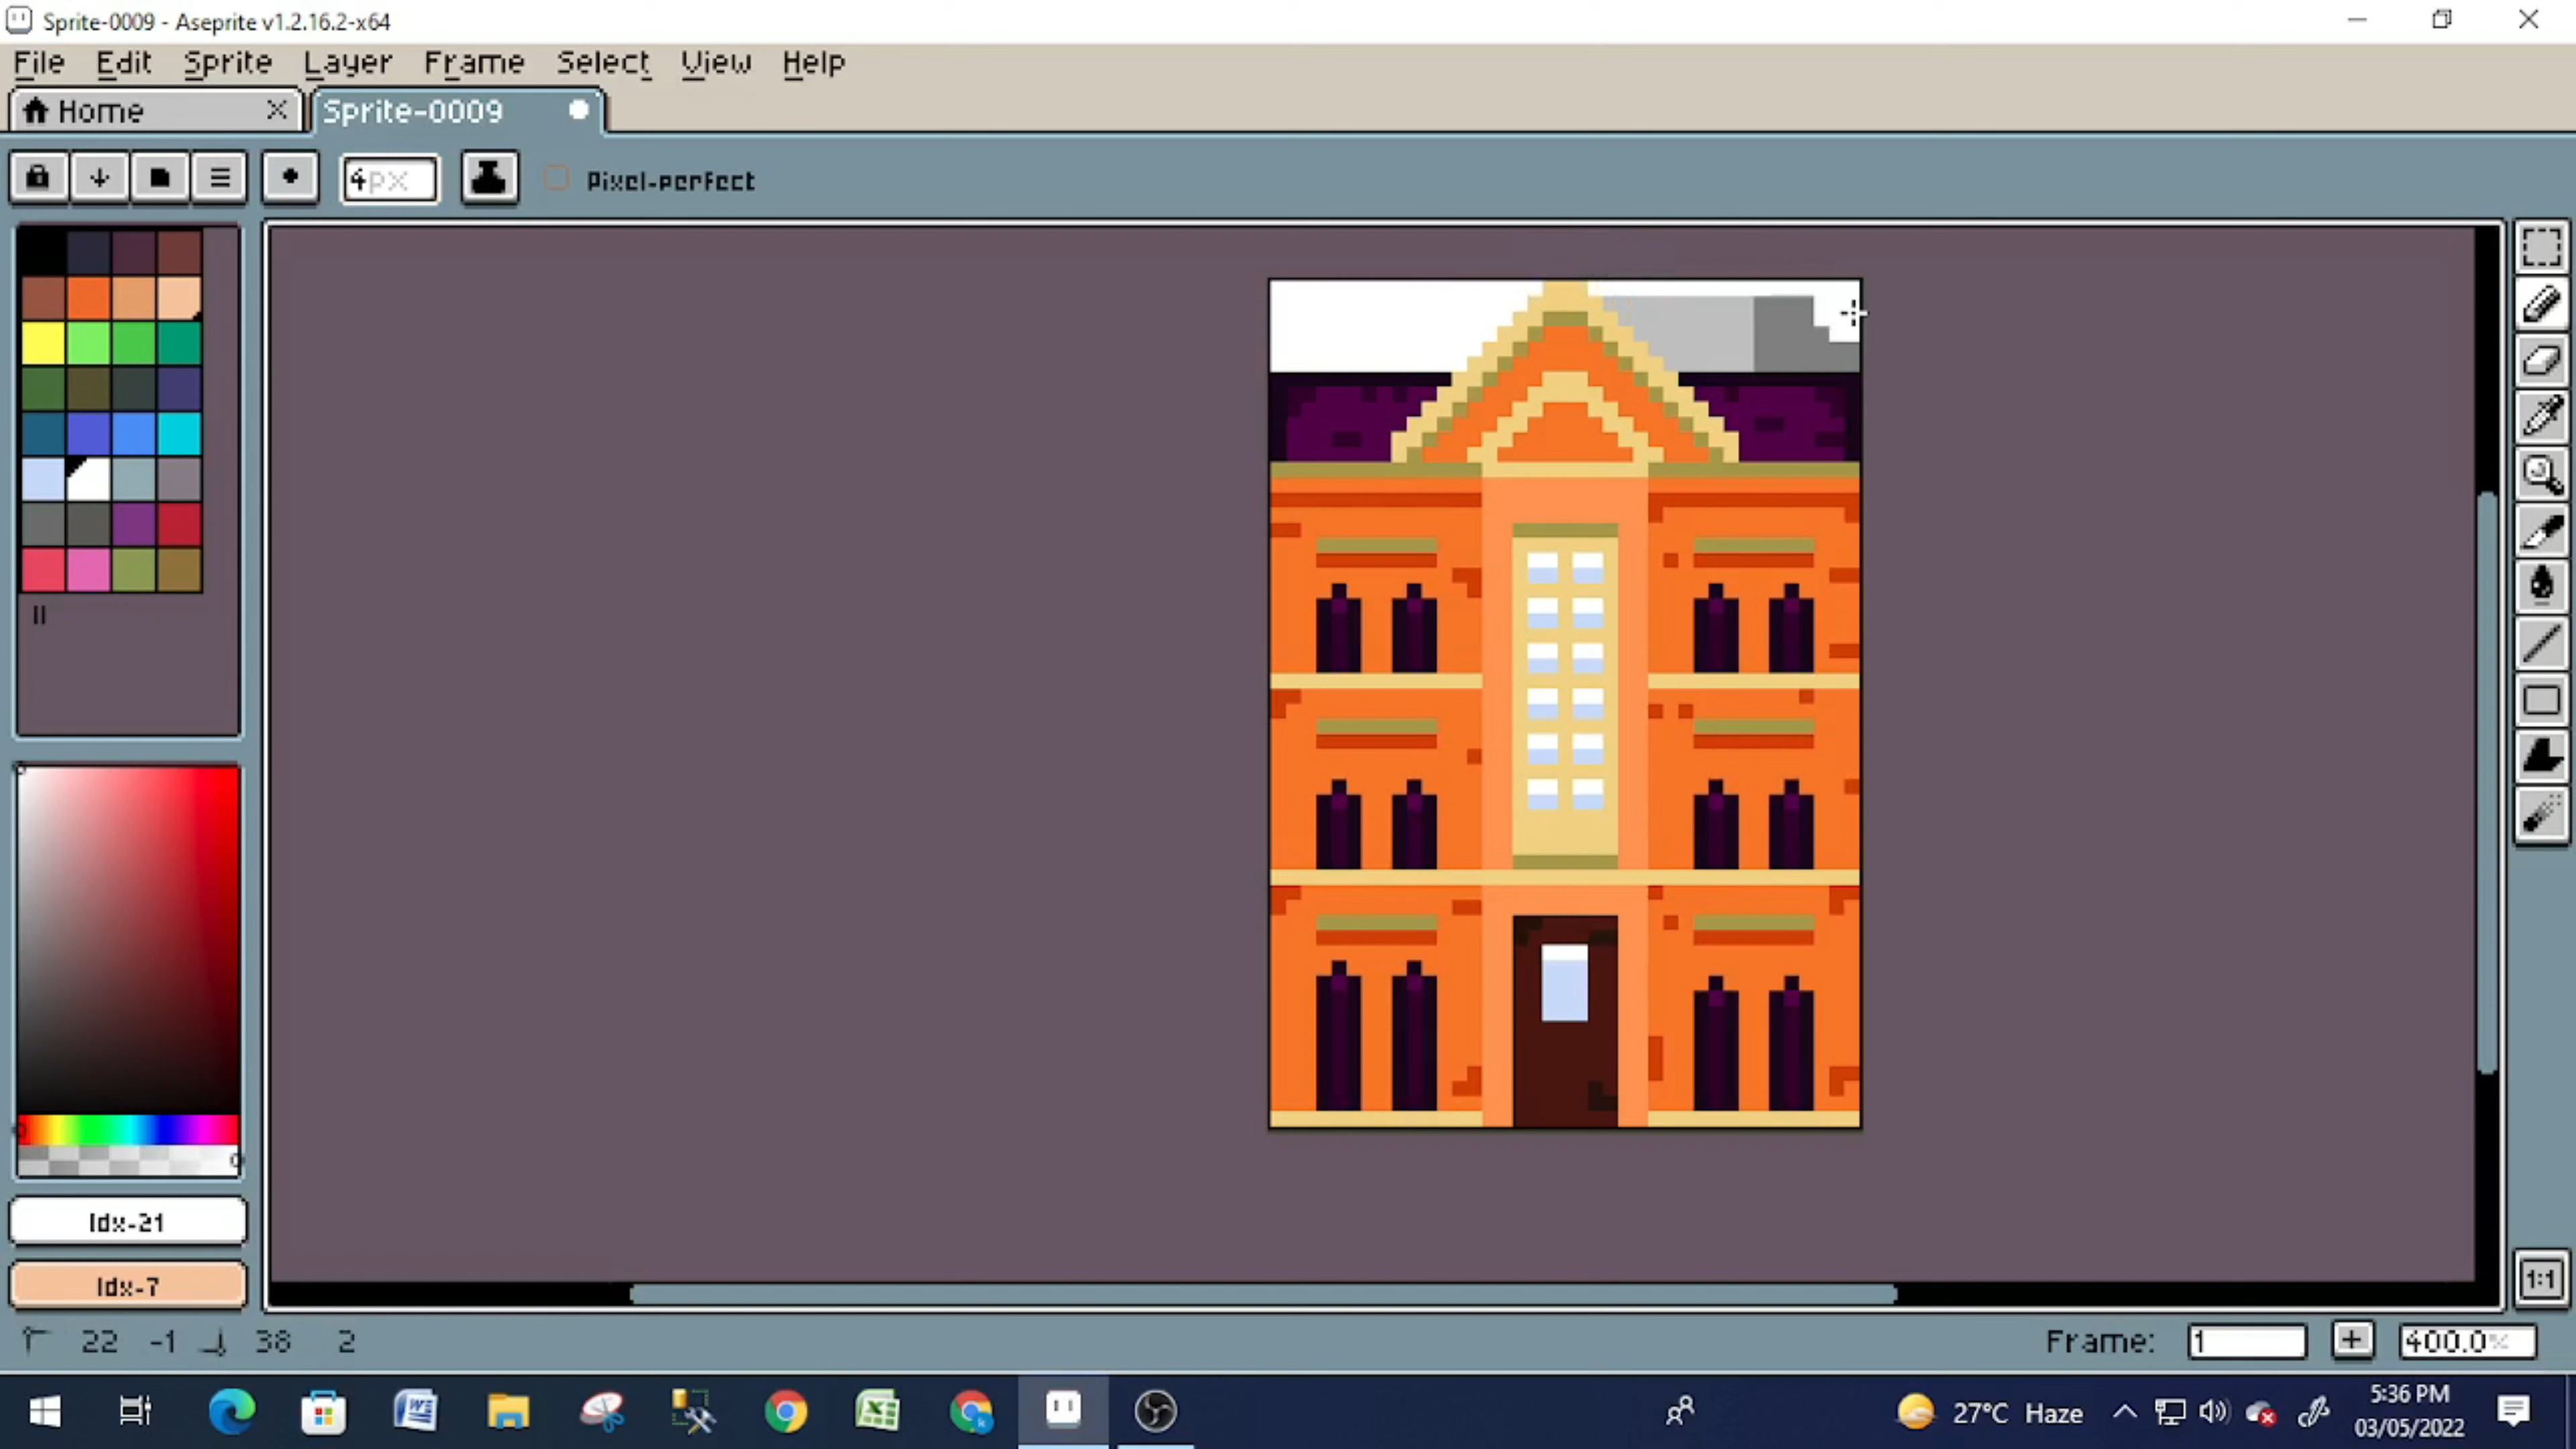 Sprite-0009 - Aseprite v1.2.16.2-x64
File Edit Sprite Layer Frame Select View Help
Home Sprite-0009
4px Pixel-perfect
Idx-21
Idx-7
22 -1 38 2 Frame: 1 400.0%
1:1
27°C Haze
5:36 PM
03/05/2022